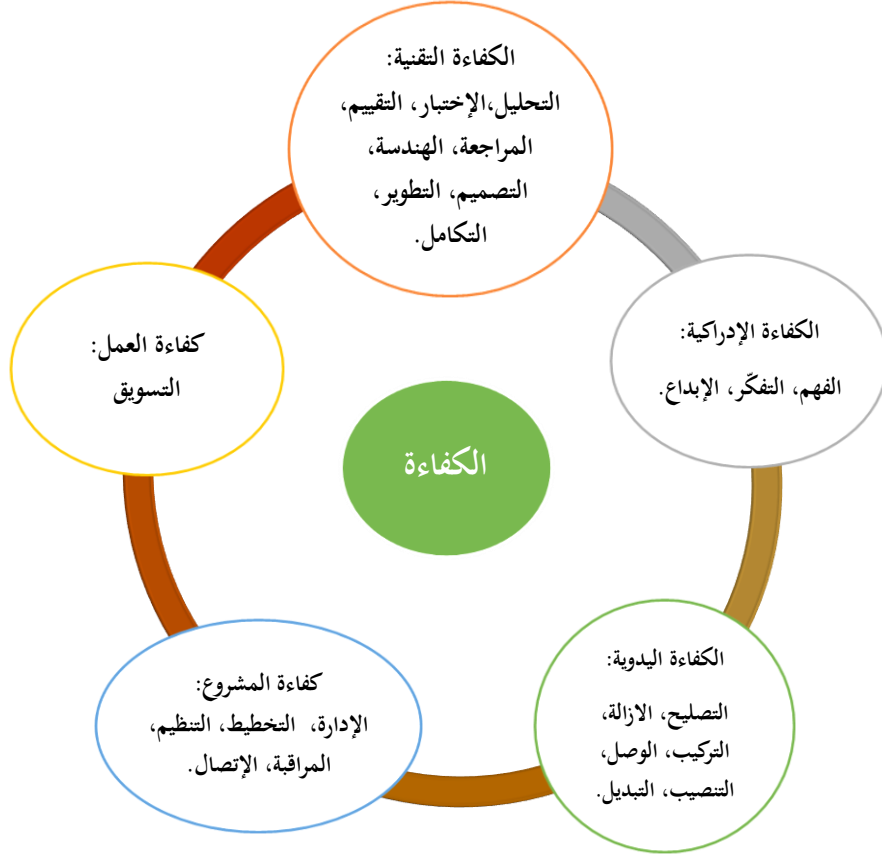 الكفاءة التقنية:
التحليل،الإختبار، التقييم،
المراجعة، الهندسة،
التصميم، التطوير،
التكامل.
الكفاءة الإدراكية:
الفهم، التفكّر، الإبداع.
كفاءة العمل:
التسويق
الكفاءة
الكفاءة اليدوية:
التصليح، الازالة،
التركيب، الوصل،
التنصيب، التبديل.
كفاءة المشروع:
الإدارة، التخطيط، التنظيم،
المراقبة، الإتصال.